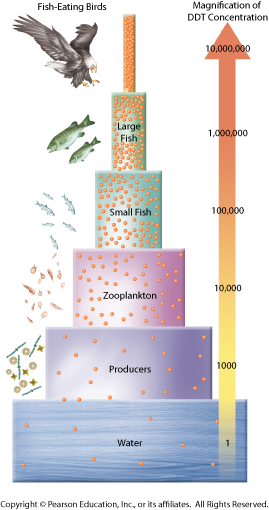 Fish-Eating Birds
Magnification of
DDT Concentration
10,000,000
Large
Fish
1,000,000
Small Fish
100,000
Zooplankton
10,000
Producers
1000
Water
1
Copyright © Pearson Education, Inc., or its affiliates. All Rights Reserved.